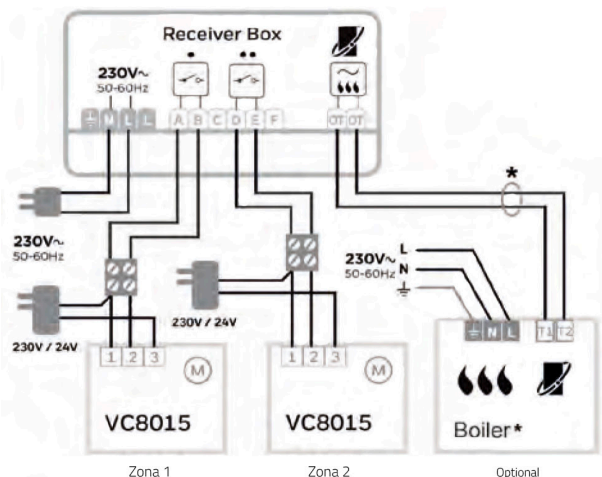 Receiver Box
230V~
50-60Hz
N L L A B C D E F OT OT
*
230V~
50-60Hz
230V~
50-60Hz
L
N
230V / 24V
230V / 24V
1 2 3
M
VC8015
1 2 3
M
VC8015
N L T1 T2
Boiler*
Zona 1
Zona 2
Optional